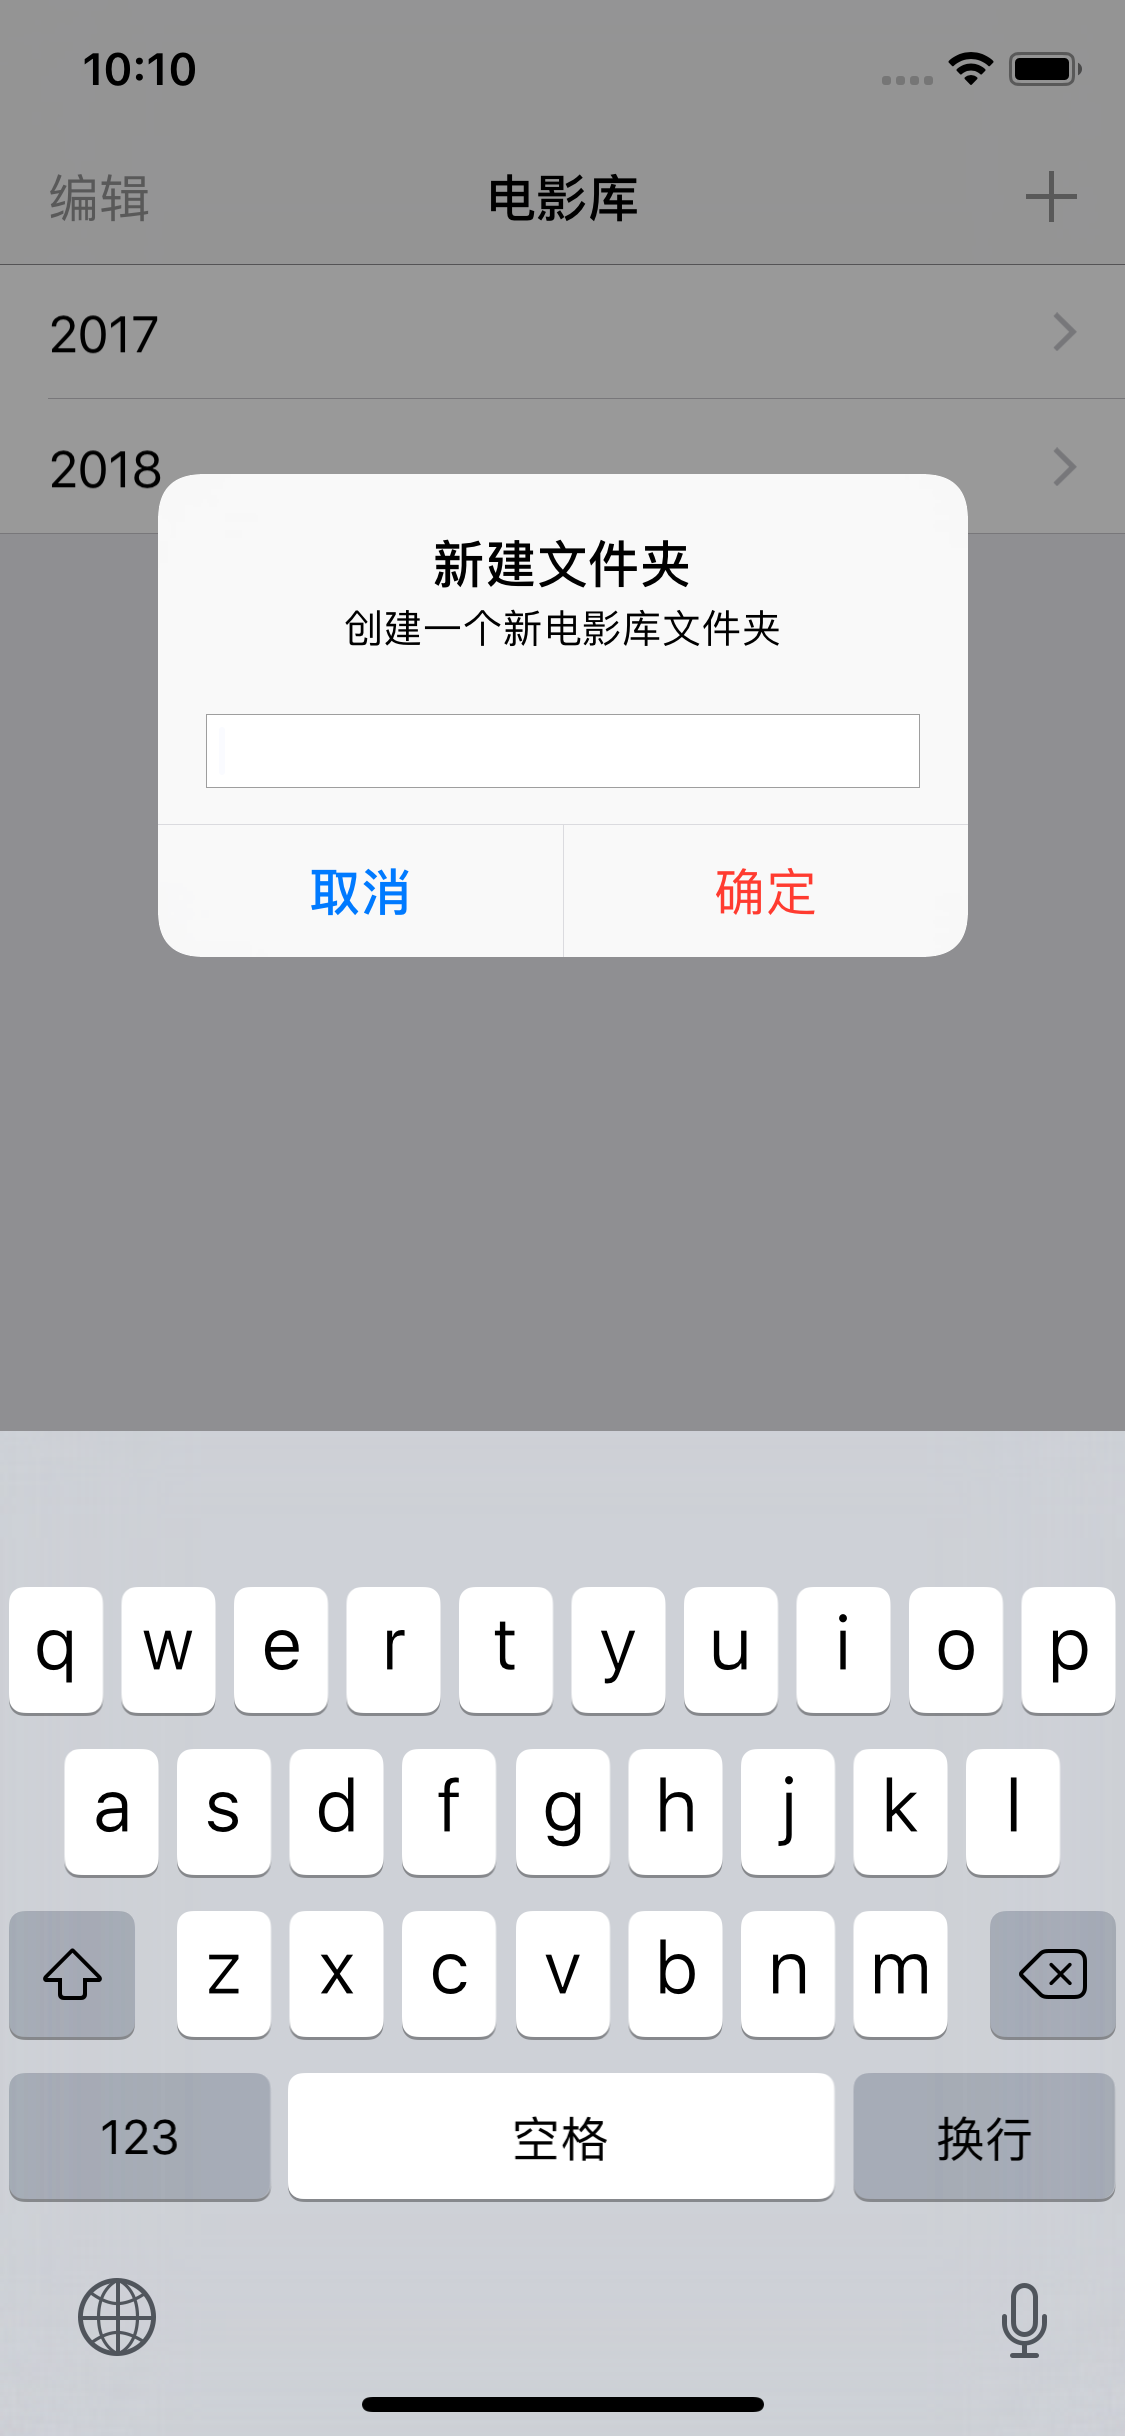 10:10
编辑 电影库
2017
2018
新建文件夹
创建一个新电影库文件夹
取消 确定
q w e r t y u i o p
a s d f g h j k l
z x c v b n m
123 空格 换行